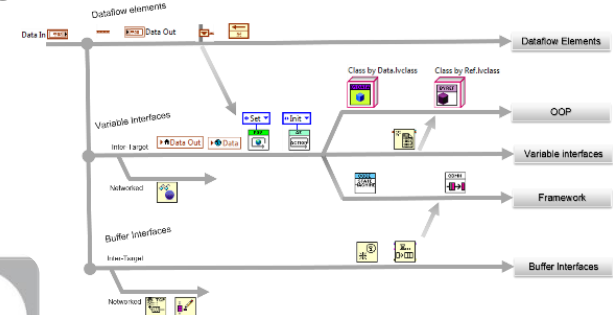 Dataflow elements
Data In
Data Out
Dataflow Elements
Class by Data.lvclass
Class by Ref.lvclass
Set
Init
OOP
Variable Interfaces
Inter Target
Data Out
Data
Variable interfaces
Networked
Framework
Buffer Interfaces
Inter-Target
Buffer Interfaces
Networked
TCP